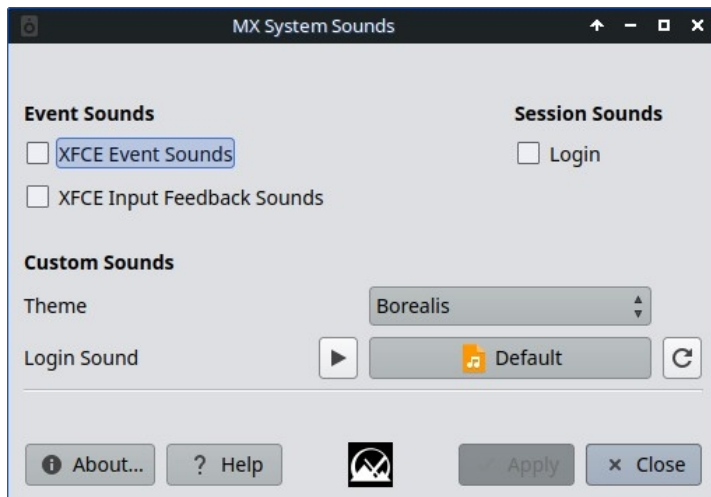 MX System Sounds
Event Sounds
Session Sounds
XFCE Event Sounds
Login
XFCE Input Feedback Sounds
Custom Sounds
Theme
Borealis
Login Sound
Default
About...
? Help
Apply
Close